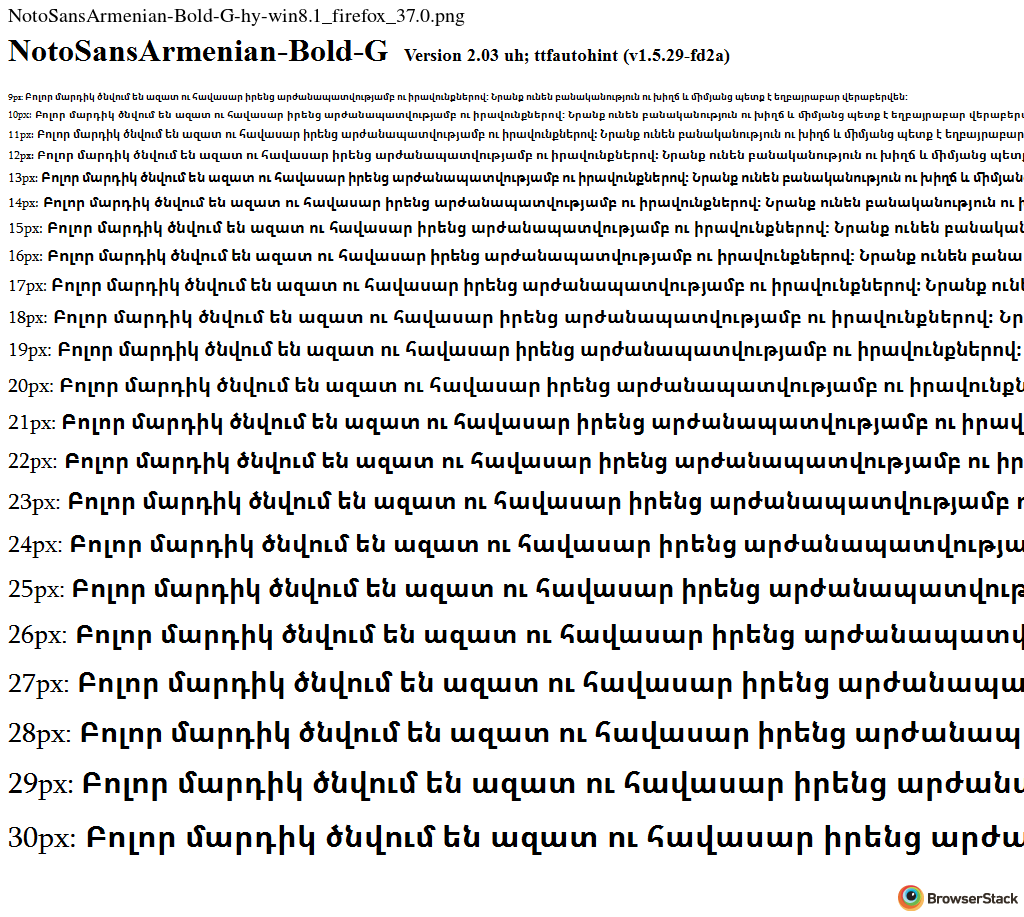 NotoSansArmenian-Bold-G-hy-win8.1_firefox_37.0.png
NotoSansArmenian-Bold-G Version 2.03 uh; ttfautohint (v1.5.29-fd2a)
9px: Բոլոր մարդիկ ծնվում են ազատ ու հավասար իրենց արժանապատվությամբ ու իրավունքներով։ Նրանք ունեն բանականություն ու խիղճ և միմյանց պետք է եղբայրաբար վերաբերվեն։
10px: Բոլոր մարդիկ ծնվում են ազատ ու հավասար իրենց արժանապատվությամբ ու իրավունքներով։ Նրանք ունեն բանականություն ու խիղճ և միմյանց պետք է եղբայրաբար վերաբերվ
11px: Բոլոր մարդիկ ծնվում են ազատ ու հավասար իրենց արժանապատվությամբ ու իրավունքներով։ Նրանք ունեն բանականություն ու խիղճ և միմյանց պետք է եղբայրաբար
12px: Բոլոր մարդիկ ծնվում են ազատ ու հավասար իրենց արժանապատվությամբ ու իրավունքներով։ Նրանք ունեն բանականություն ու խիղճ և միմյանց պետ
13px: Բոլոր մարդիկ ծնվում են ազատ ու հավասար իրենց արժանապատվությամբ ու իրավունքներով։ Նրանք ունեն բանականություն ու խիղճ և միմյան
14px: Բոլոր մարդիկ ծնվում են ազատ ու հավասար իրենց արժանապատվությամբ ու իրավունքներով։ Նրանք ունեն բանականություն ու խ
15px: Բոլոր մարդիկ ծնվում են ազատ ու հավասար իրենց արժանապատվությամբ ու իրավունքներով։ Նրանք ունեն բանական
16px: Բոլոր մարդիկ ծնվում են ազատ ու հավասար իրենց արժանապատվությամբ ու իրավունքներով։ Նրանք ունեն բանա
17px: Բոլոր մարդիկ ծնվում են ազատ ու հավասար իրենց արժանապատվությամբ ու իրավունքներով։ Նրանք ունե
18px: Բոլոր մարդիկ ծնվում են ազատ ու հավասար իրենց արժանապատվությամբ ու իրավունքներով։ Նր
19px: Բոլոր մարդիկ ծնվում են ազատ ու հավասար իրենց արժանապատվությամբ ու իրավունքներով։
20px: Բոլոր մարդիկ ծնվում են ազատ ու հավասար իրենց արժանապատվությամբ ու իրավունքն
21px: Բոլոր մարդիկ ծնվում են ազատ ու հավասար իրենց արժանապատվությամբ ու իրավ
22px: Բոլոր մարդիկ ծնվում են ազատ ու հավասար իրենց արժանապատվությամբ ու իր
23px: Բոլոր մարդիկ ծնվում են ազատ ու հավասար իրենց արժանապատվությամբ ո
24px: Բոլոր մարդիկ ծնվում են ազատ ու հավասար իրենց արժանապատվությա
25px: Բոլոր մարդիկ ծնվում են ազատ ու հավասար իրենց արժանապատվութ
26px: Բոլոր մարդիկ ծնվում են ազատ ու հավասար իրենց արժանապատվ
27px: Բոլոր մարդիկ ծնվում են ազատ ու հավասար իրենց արժանապա
28px: Բոլոր մարդիկ ծնվում են ազատ ու հավասար իրենց արժանապ
29px: Բոլոր մարդիկ ծնվում են ազատ ու հավասար իրենց արժանա
30px: Բոլոր մարդիկ ծնվում են ազատ ու հավասար իրենց արժա
BrowserStack